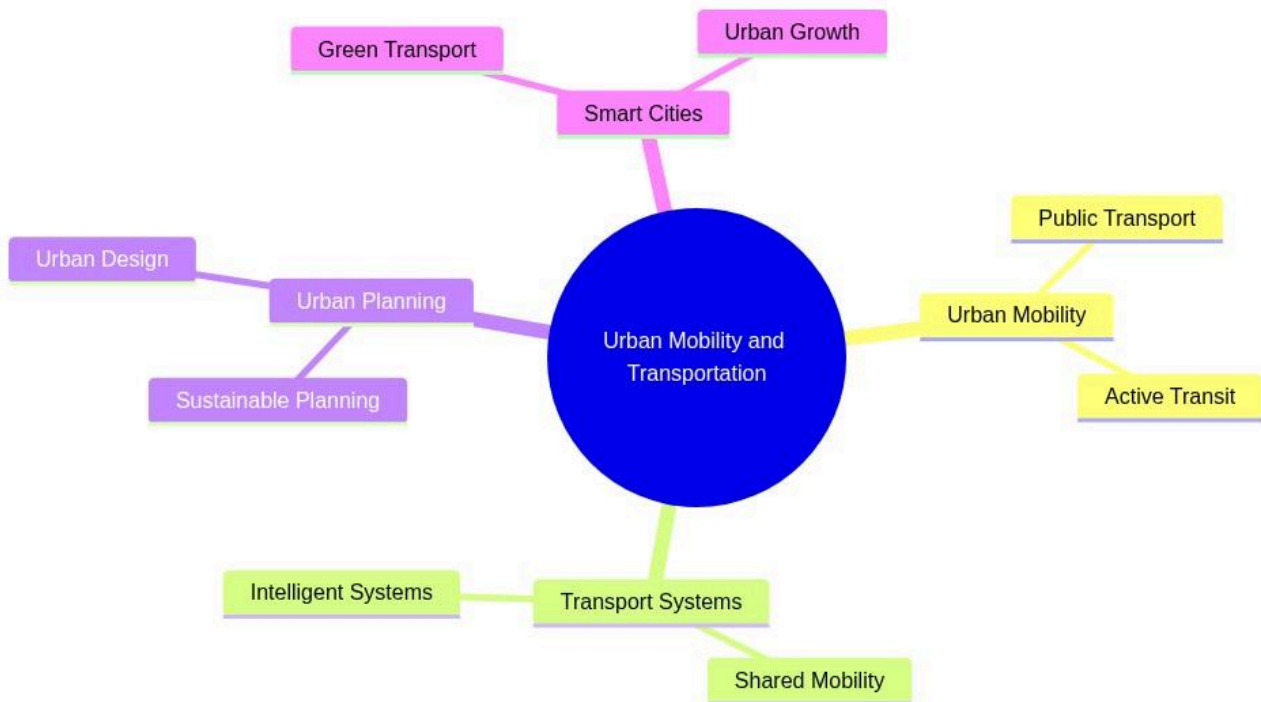 Urban Growth
Green Transport
Smart Cities
Public Transport
Urban Design
Urban Planning
Urban Mobility
Urban Mobility and
Transportation
Sustainable Planning
Active Transit
Intelligent Systems
Transport Systems
Shared Mobility